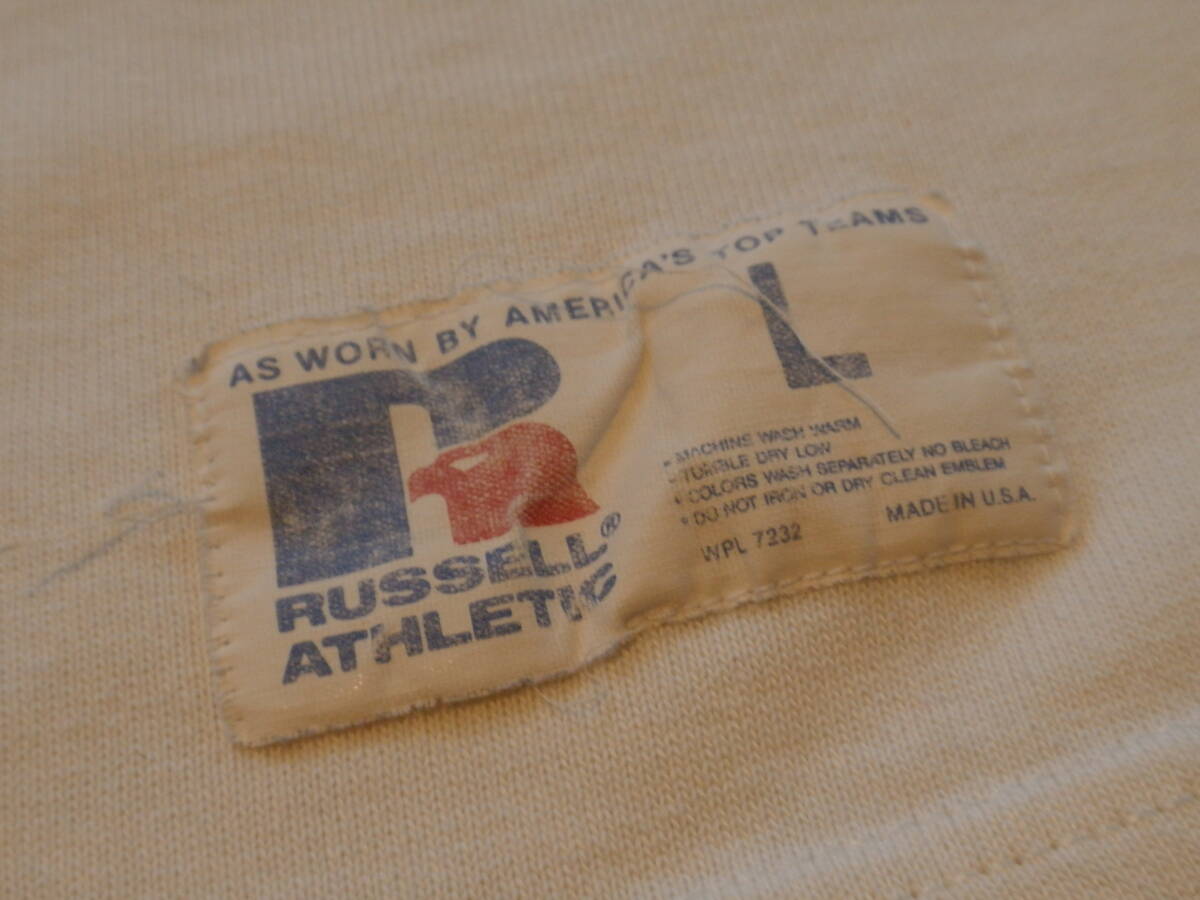 AS WORN BY AMERICA'S TOP TEAMS
R
RUSSELL®
ATHLETIC
L
• MACHINE WASH WARM
• TUMBLE DRY LOW
• COLORS WASH SEPARATELY NO BLEACH
• DO NOT IRON OR DRY CLEAN EMBLEM
MADE IN U.S.A.
WPL 7232